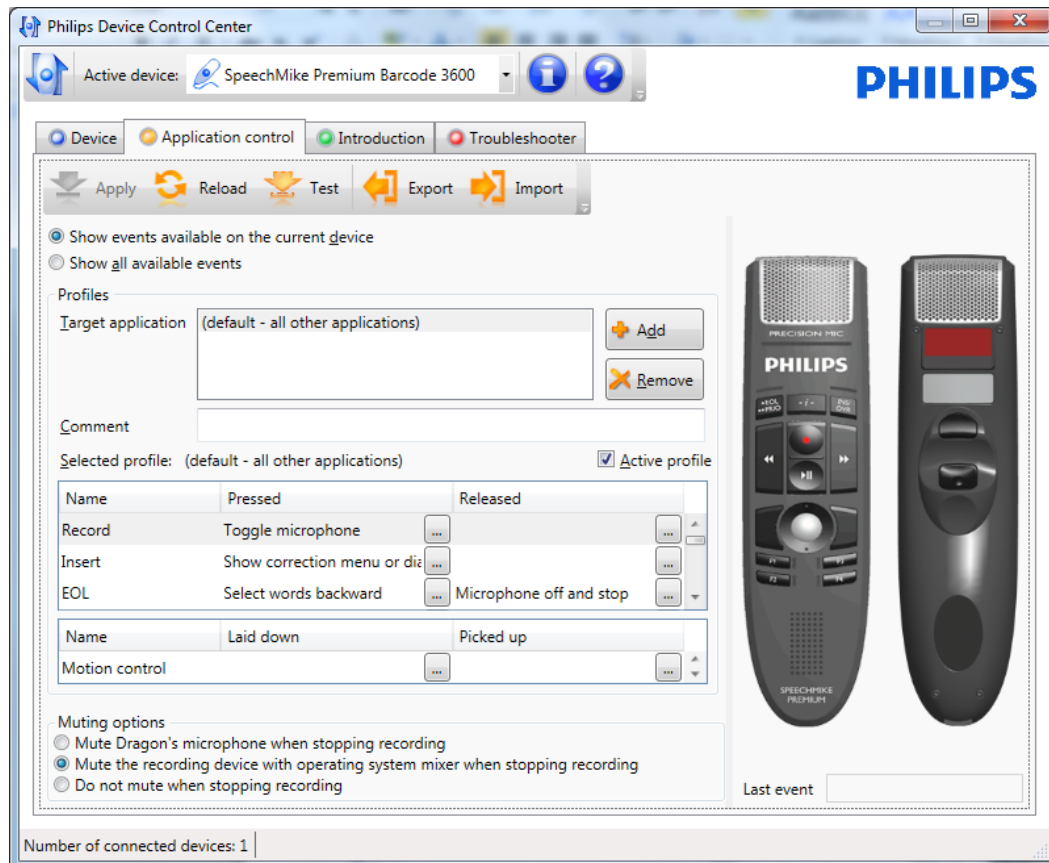 Philips Device Control Center
Active device: SpeechMike Premium Barcode 3600
PHILIPS
Device Application control Introduction Troubleshooter
Apply Reload Test Export Import
Show events available on the current device
Show all available events
Profiles
Target application (default - all other applications)
Add
Remove
Comment
Selected profile: (default - all other applications) Active profile
Name Pressed Released
Record Toggle microphone ... ...
Insert Show correction menu or dia ... ...
EOL Select words backward ... Microphone off and stop ...
Name Laid down Picked up
Motion control ... ...
Muting options
Mute Dragon's microphone when stopping recording
Mute the recording device with operating system mixer when stopping recording
Do not mute when stopping recording
PRECISION MIC
PHILIPS
EOL -i- INS/
OVR
F1
F2 F4
SPEECHMIKE
PREMIUM
Last event
Number of connected devices: 1